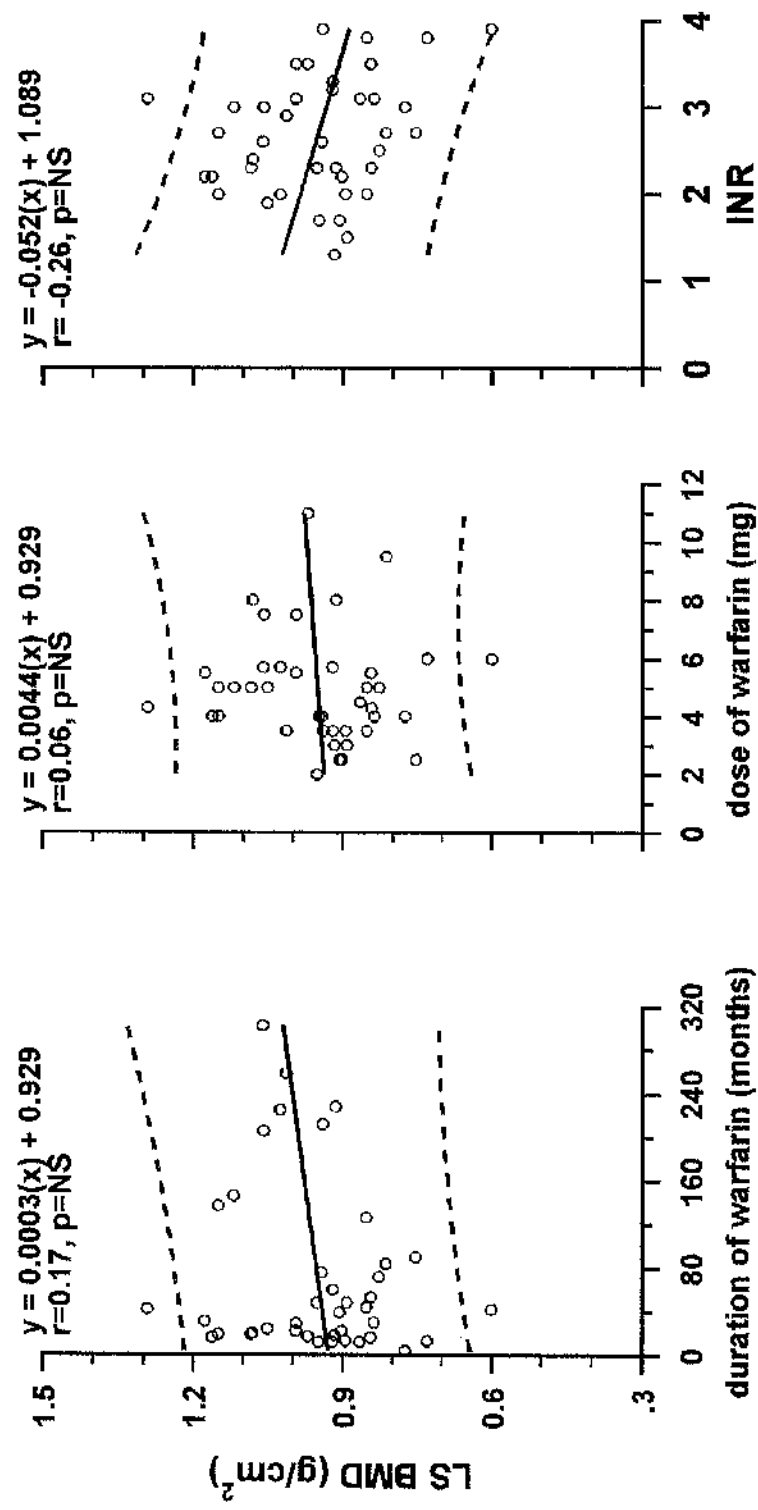 y = 0.0003(x) + 0.929
r=0.17, p=NS
1.5
1.2
0.9
0.6
.3
LS BMD (g/cm²)
0 80 160 240 320
duration of warfarin (months)
y = 0.0044(x) + 0.929
r=0.06, p=NS
0 2 4 6 8 10 12
dose of warfarin (mg)
y = -0.052(x) + 1.089
r= -0.26, p=NS
0 1 2 3 4
INR